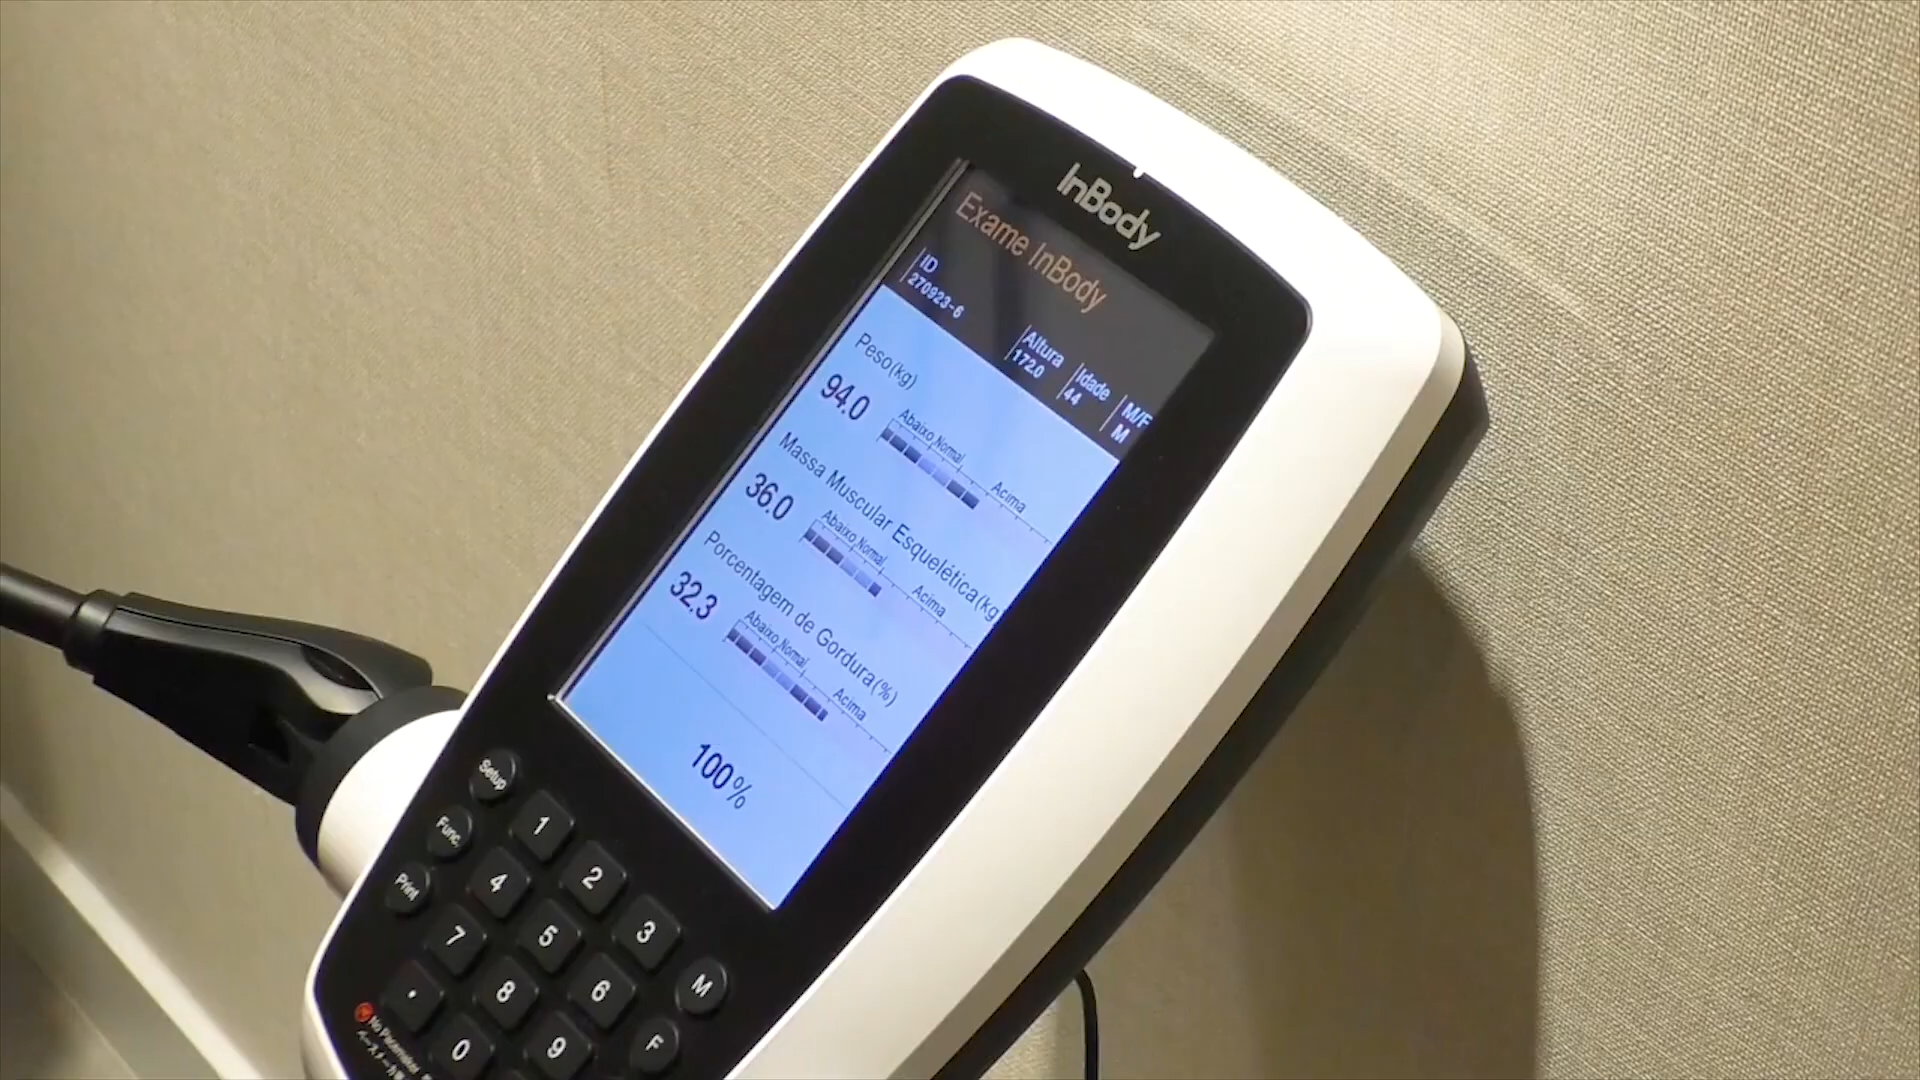 InBody
Exame InBody
ID
270923-6
Altura
172.0
Idade
44
M/F
M
Peso(kg)
94.0
Abaixo Normal Acima
Massa Muscular Esquelética(kg
36.0
Abaixo Normal Acima
Porcentagem de Gordura(%)
32.3
Abaixo Normal Acima
100%
Setup
Func.
Print
1
2
3
4
5
6
7
8
9
.
0
M
F
No Pacemaker